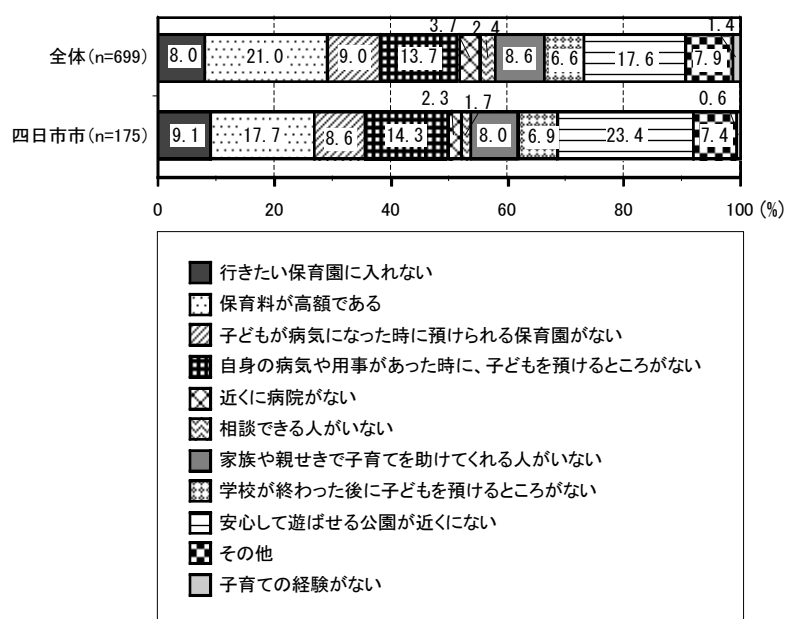 3.7 2.4 1.4
全体(n=699) 8.0 21.0 9.0 13.7 8.6 6.6 17.6 7.9
2.3 1.7 0.6
四日市市(n=175) 9.1 17.7 8.6 14.3 8.0 6.9 23.4 7.4
0 20 40 60 80 100 (%)
行きたい保育園に入れない
保育料が高額である
子どもが病気になった時に預けられる保育園がない
自身の病気や用事があった時に、子どもを預けるところがない
近くに病院がない
相談できる人がいない
家族や親せきで子育てを助けてくれる人がいない
学校が終わった後に子どもを預けるところがない
安心して遊ばせる公園が近くにない
その他
子育ての経験がない